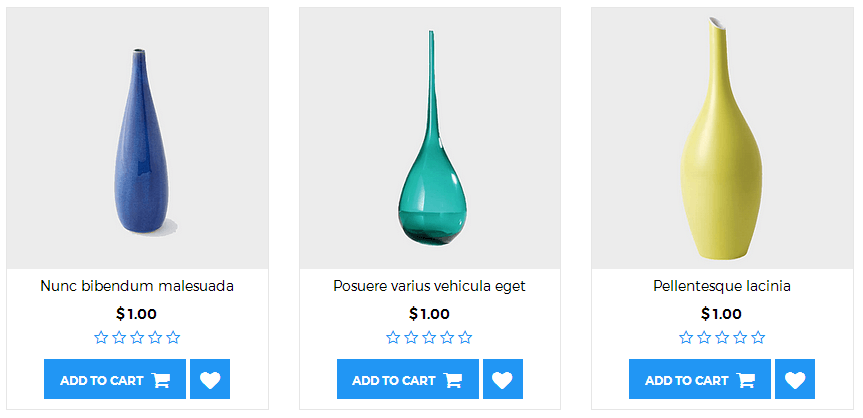 Nunc bibendum malesuada
$1.00
ADD TO CART
Posuere varius vehicula eget
$1.00
ADD TO CART
Pellentesque lacinia
$1.00
ADD TO CART